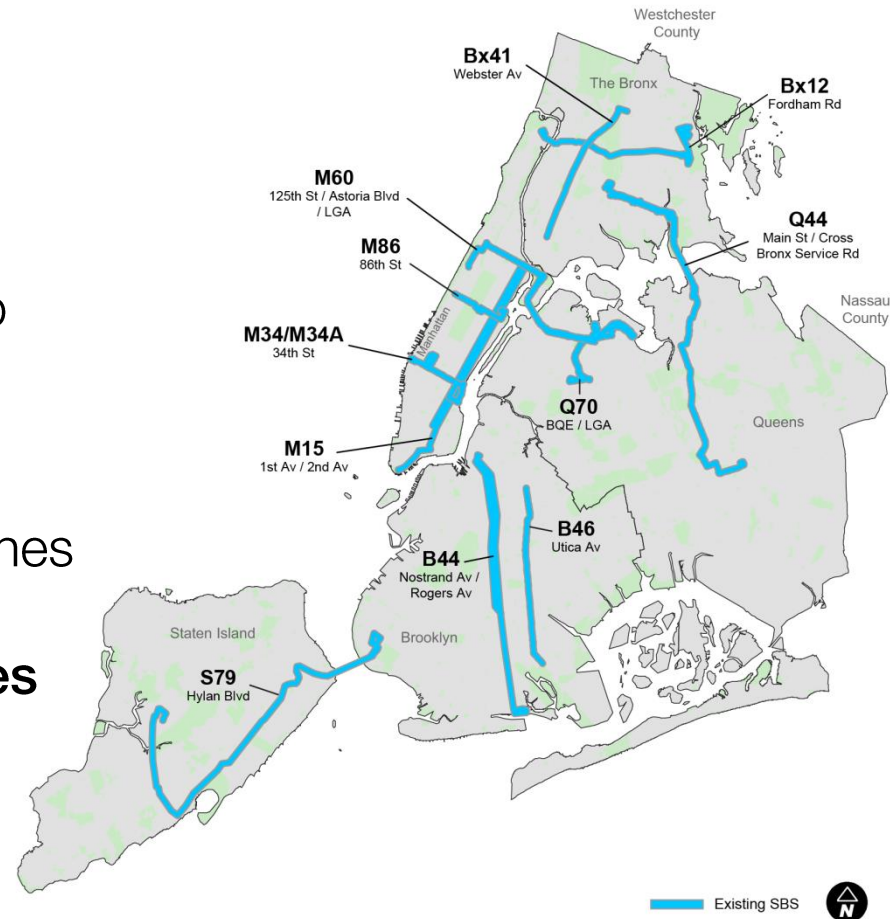 Westchester
County
Bx41
Webster Av
The Bronx
Bx12
Fordham Rd
M60
125th St / Astoria Blvd
/ LGA
M86
86th St
Q44
Main St / Cross
Bronx Service Rd
Nassau
County
M34/M34A
34th St
Manhattan
Q70
BQE / LGA
Queens
M15
1st Av / 2nd Av
B46
Utica Av
B44
Nostrand Av /
Rogers Av
Brooklyn
Staten Island
S79
Hylan Blvd
Existing SBS
N